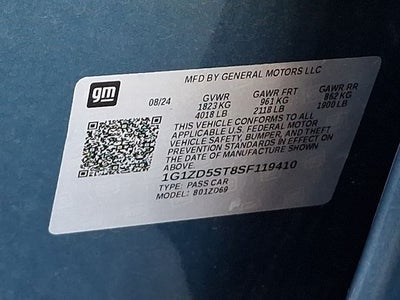 gm
MFD BY GENERAL MOTORS LLC
08/24 GVWR GAWR FRT GAWR RR
1823 KG 961 KG 862 KG
4018 LB 2118 LB 1900 LB
THIS VEHICLE CONFORMS TO ALL
APPLICABLE U.S. FEDERAL MOTOR
VEHICLE SAFETY, BUMPER, AND THEFT
PREVENTION STANDARDS IN EFFECT ON
THE DATE OF MANUFACTURE SHOWN
ABOVE.
1G1ZD5ST8SF119410
TYPE: PASS CAR
MODEL: 801ZD69